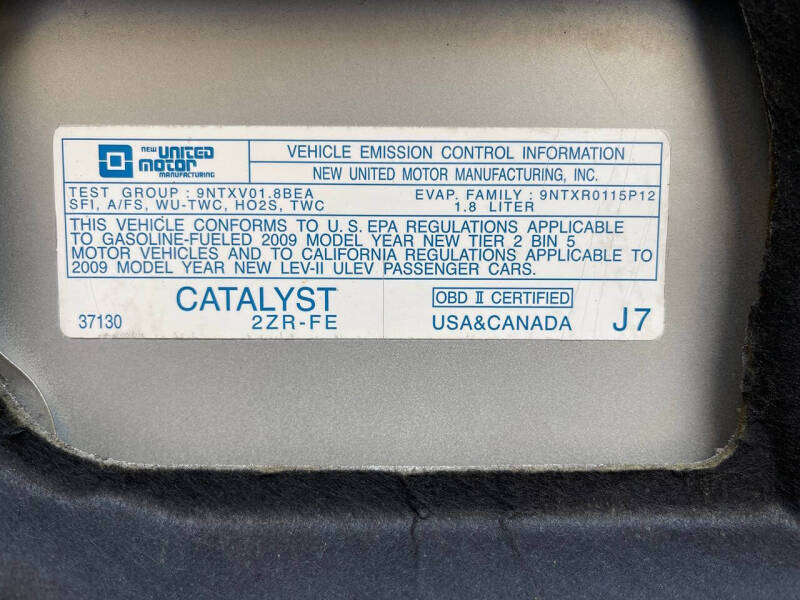 NEW UNITED MOTOR MANUFACTURING
VEHICLE EMISSION CONTROL INFORMATION
NEW UNITED MOTOR MANUFACTURING, INC.
TEST GROUP : 9NTXV01.8BEA EVAP. FAMILY : 9NTXR0115P12
SFI, A/FS, WU-TWC, HO2S, TWC 1.8 LITER
THIS VEHICLE CONFORMS TO U.S. EPA REGULATIONS APPLICABLE
TO GASOLINE-FUELED 2009 MODEL YEAR NEW TIER 2 BIN 5
MOTOR VEHICLES AND TO CALIFORNIA REGULATIONS APPLICABLE TO
2009 MODEL YEAR NEW LEV-II ULEV PASSENGER CARS.
CATALYST OBD II CERTIFIED
37130 2ZR-FE USA&CANADA J7